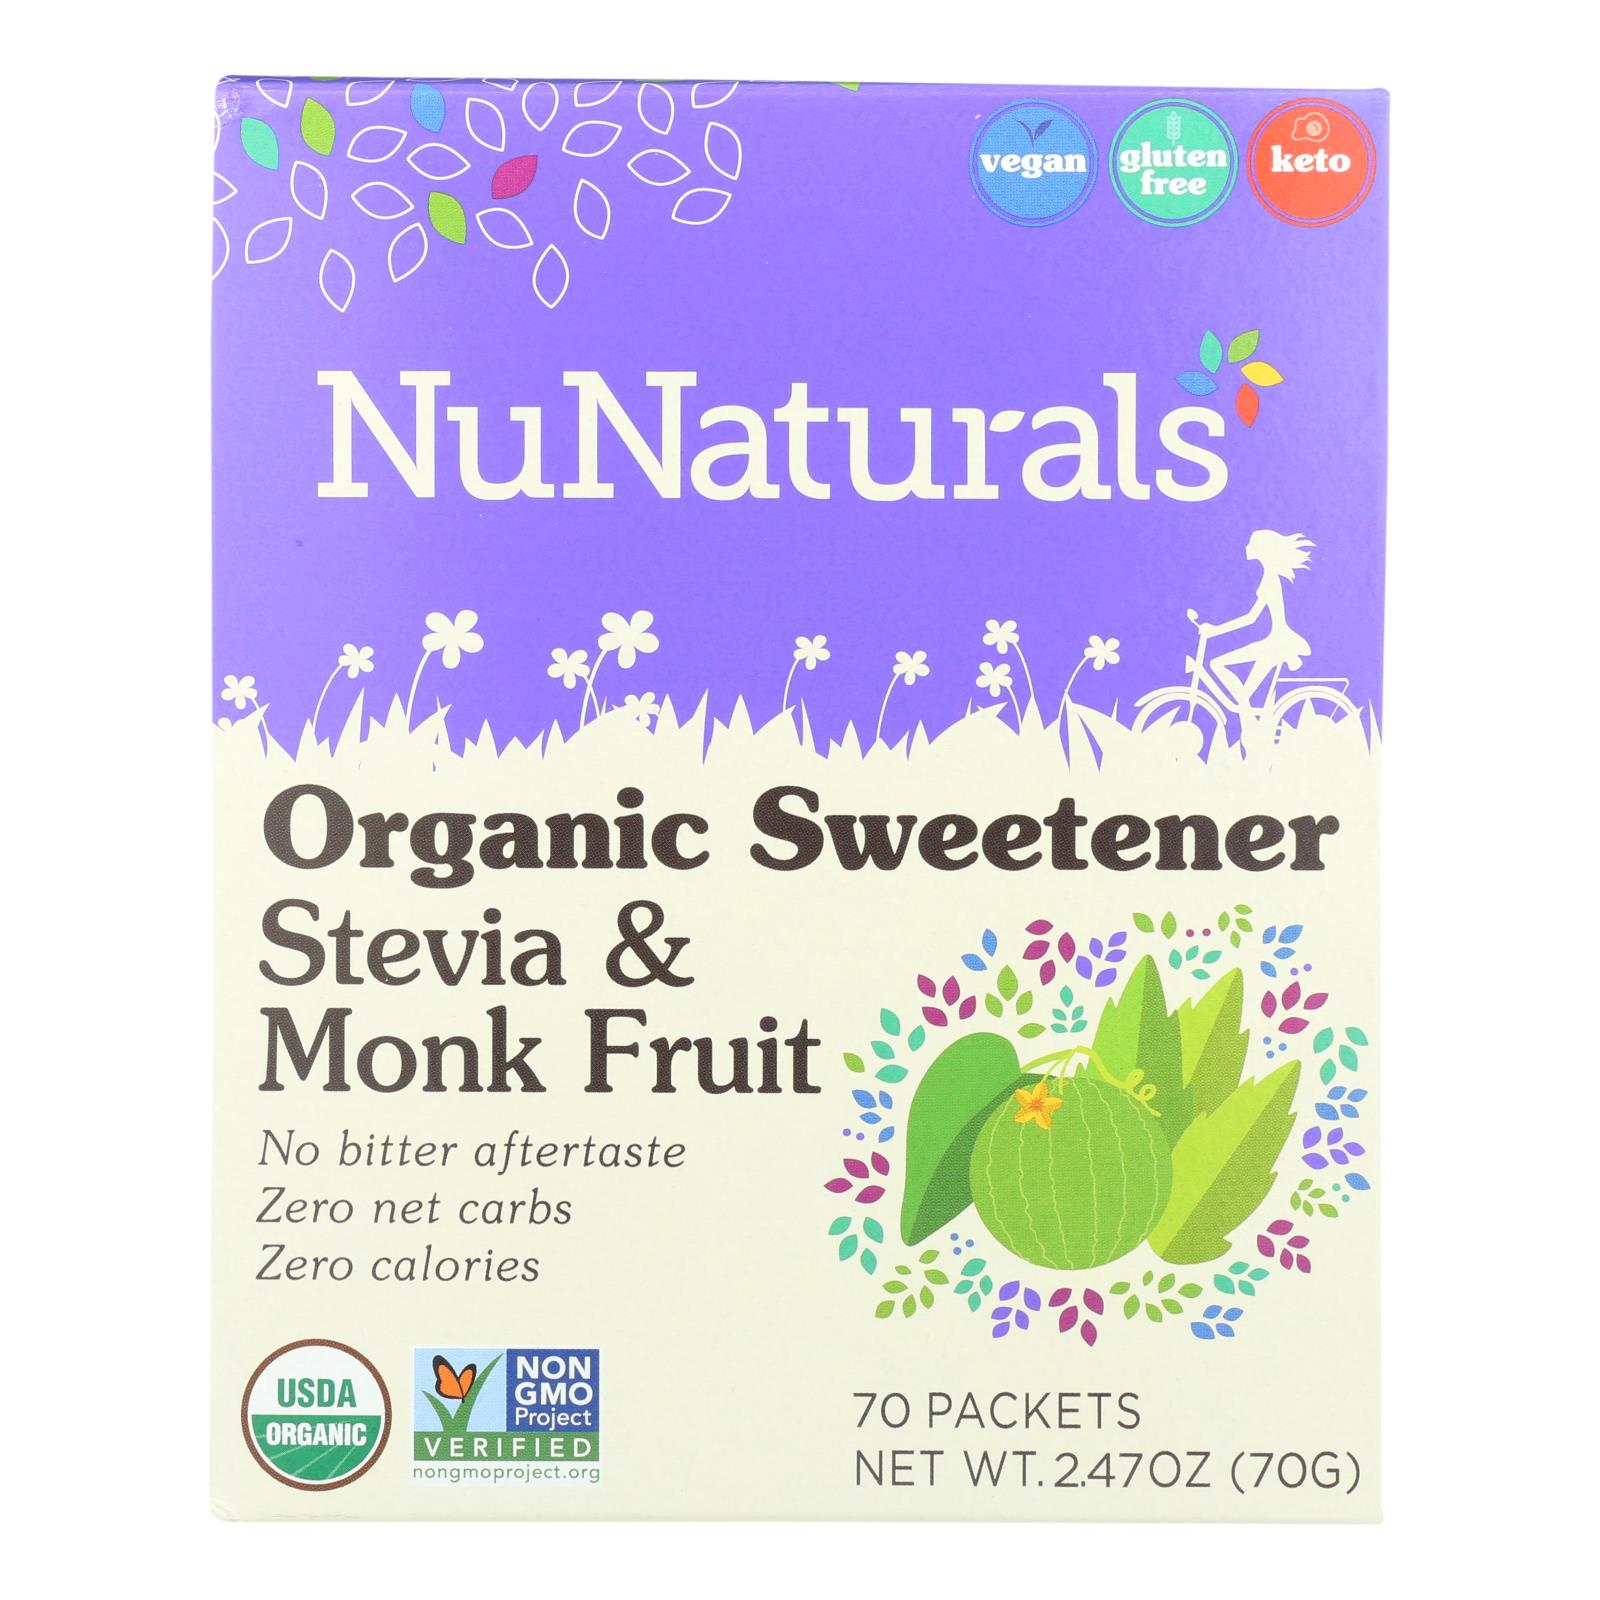 vegan
gluten
free
keto
NuNaturals
Organic Sweetener
Stevia &
Monk Fruit
No bitter aftertaste
Zero net carbs
Zero calories
USDA
ORGANIC
NON
GMO
Project
VERIFIED
nongmoproject.org
70 PACKETS
NET WT. 2.47OZ (70G)